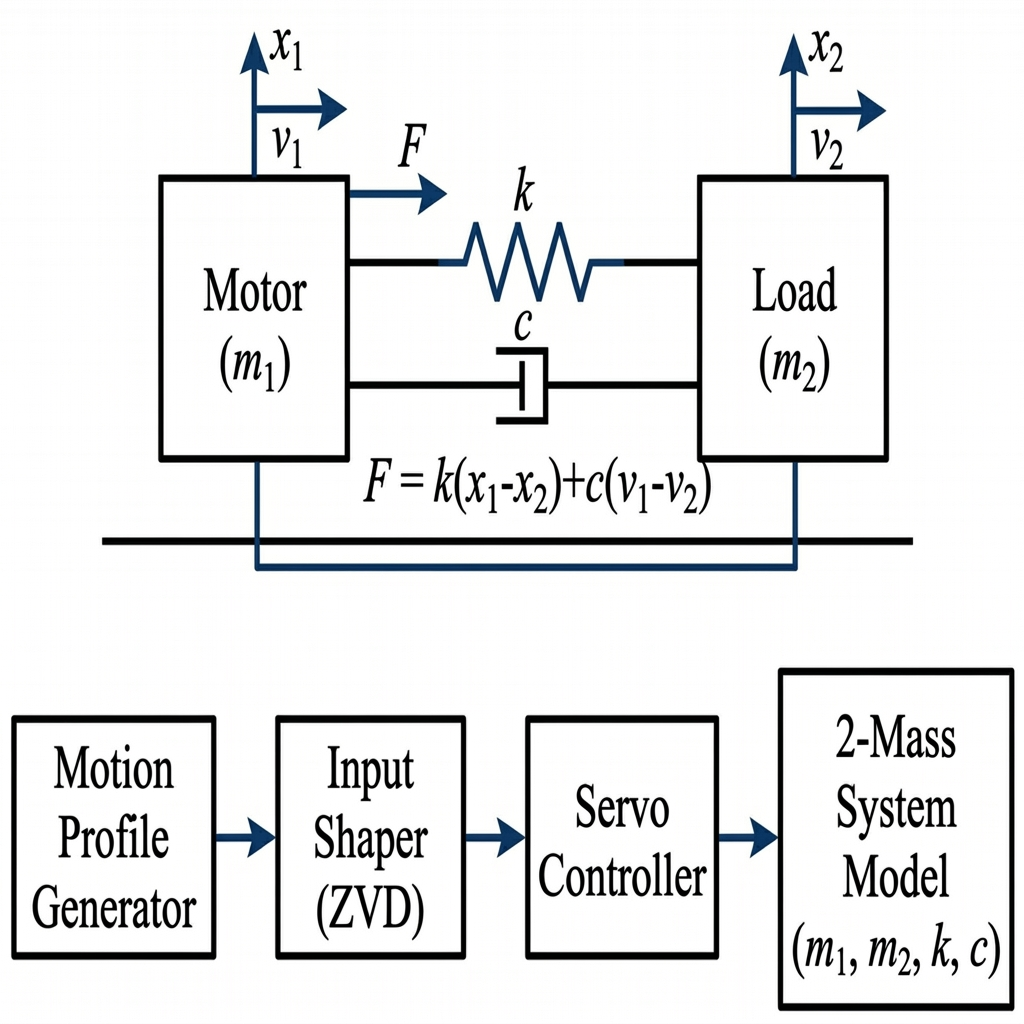 x₁
v₁
F
k
x₂
v₂
Motor
(m₁)
c
Load
(m₂)
F = k(x₁-x₂)+c(v₁-v₂)
Motion
Profile
Generator
Input
Shaper
(ZVD)
Servo
Controller
2-Mass
System
Model
(m₁, m₂, k, c)